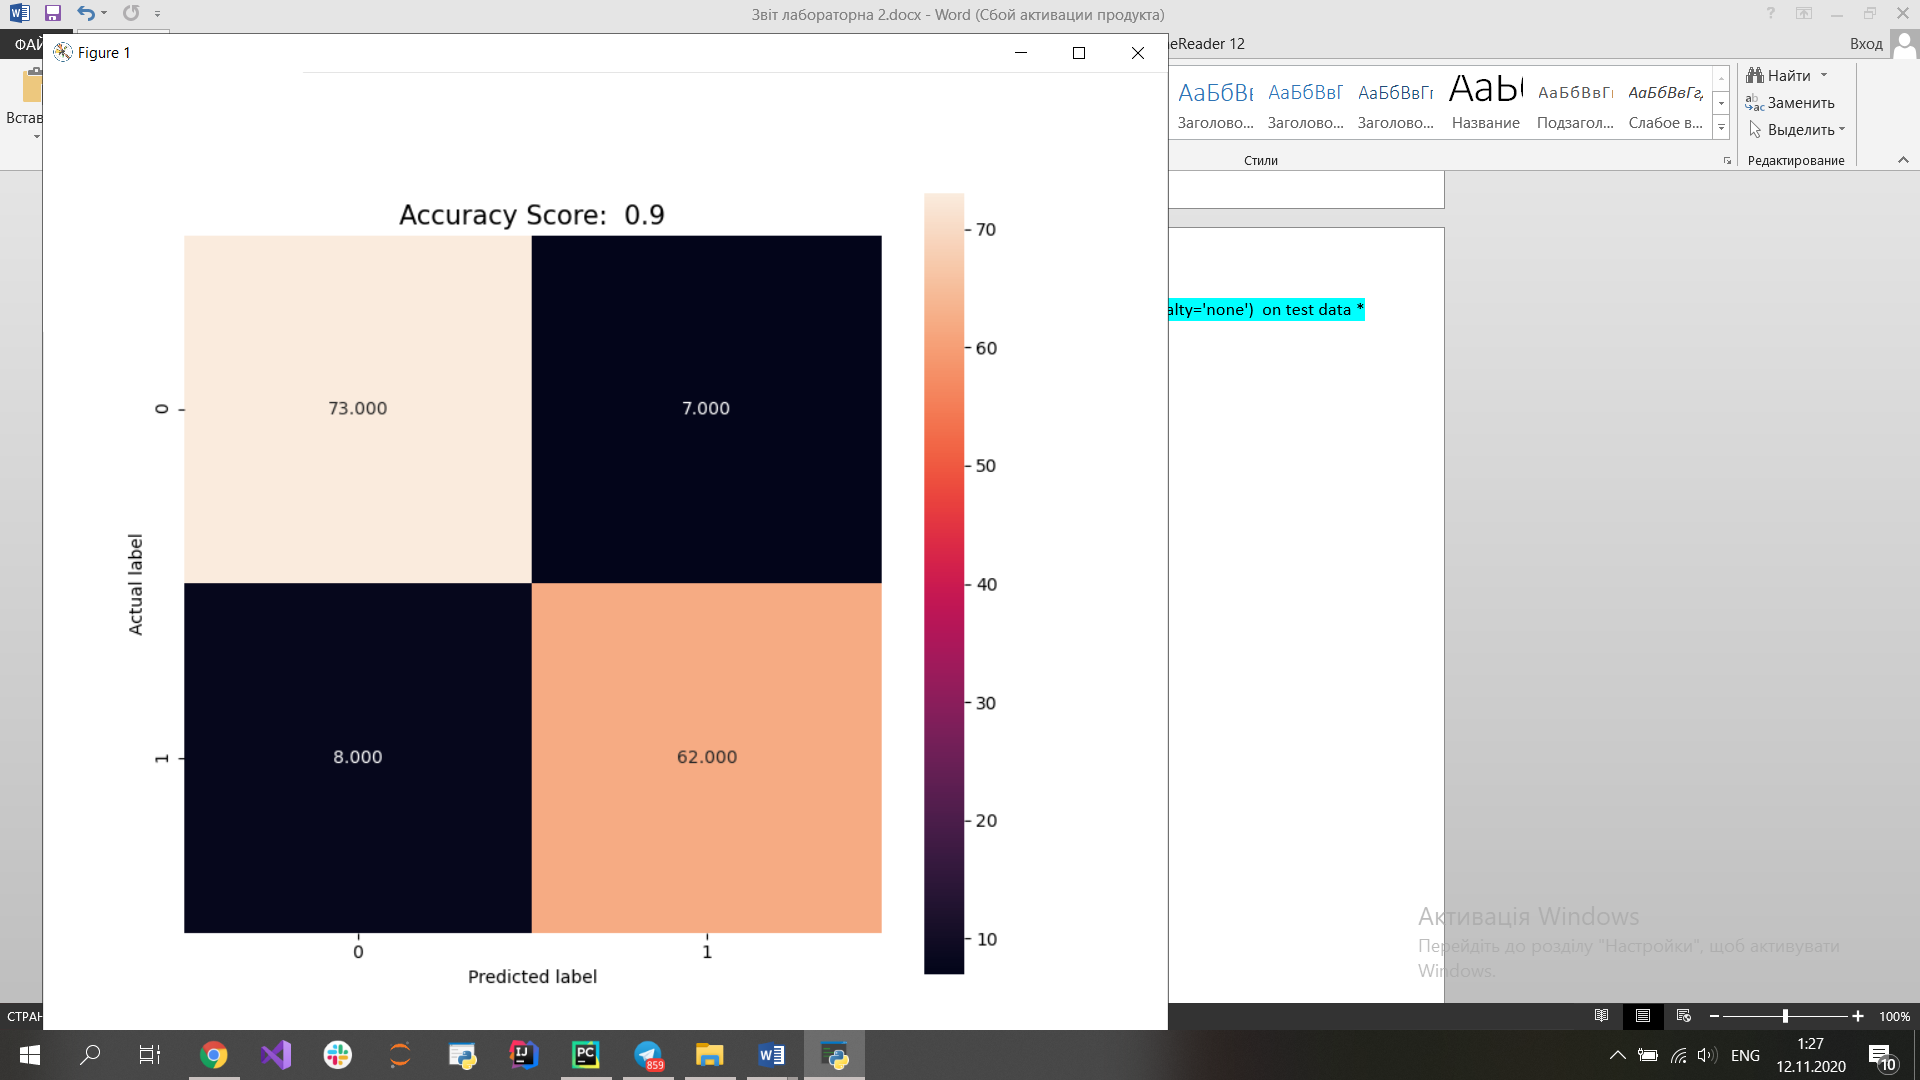 Звіт лабораторна 2.docx - Word (Сбой активации продукта)
Figure 1
eReader 12
Вход
Встав
АаБбВı
Заголово...
АаБбВвГ
Заголово...
АаБбВвГг
Заголово...
Название
АаБбВвГг
Подзагол...
АаБбВвГг,
Слабое в...
Стили
Найти
Заменить
Выделить
Редактирование
Accuracy Score: 0.9
73.000
7.000
8.000
62.000
0
1
Actual label
0
1
Predicted label
70
60
50
40
30
20
10
alty='none') on test data *
Активація Windows
Перейдіть до розділу "Настройки", щоб активувати
Windows.
СТРАН
100%
859
ENG
1:27
12.11.2020
10